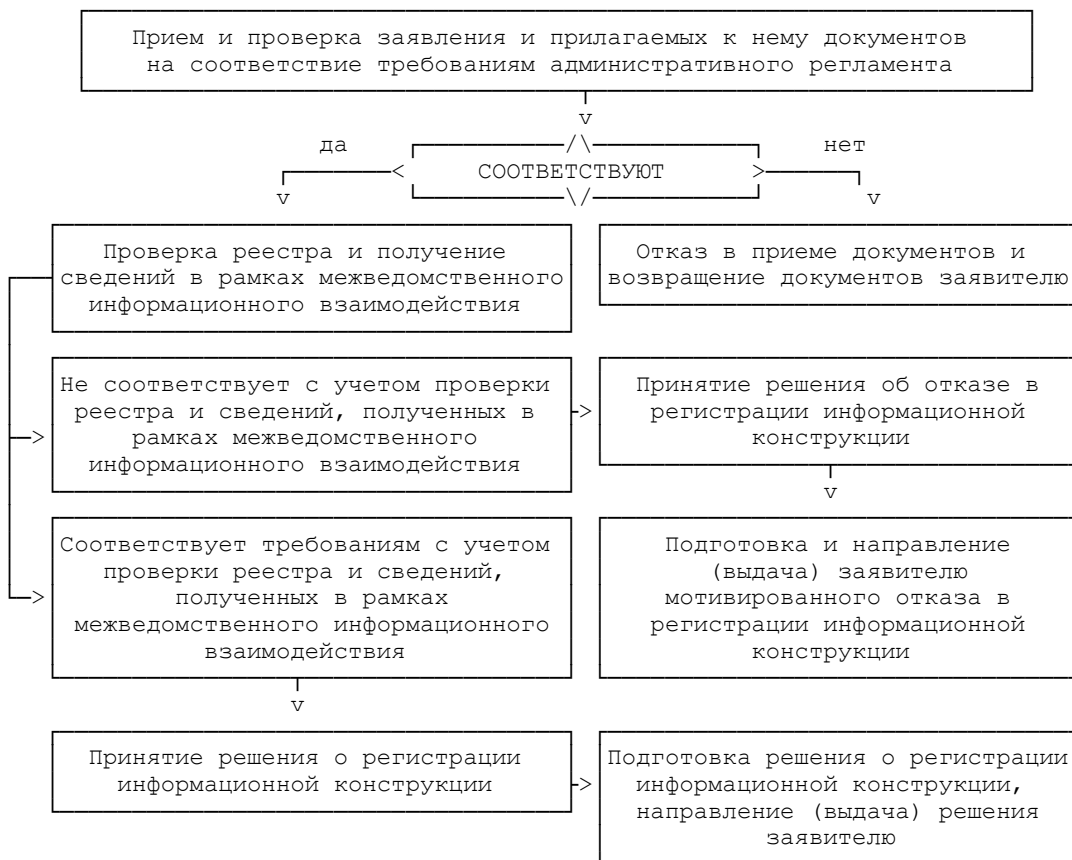 Прием и проверка заявления и прилагаемых к нему документов
на соответствие требованиям административного регламента
v
да
нет
< СООТВЕТСТВУЮТ >
v
v
Проверка реестра и получение
сведений в рамках межведомственного
информационного взаимодействия
Отказ в приеме документов и
возвращение документов заявителю
Не соответствует с учетом проверки
реестра и сведений, полученных в
рамках межведомственного
информационного взаимодействия
Принятие решения об отказе в
регистрации информационной
конструкции
v
Соответствует требованиям с учетом
проверки реестра и сведений,
полученных в рамках
межведомственного информационного
взаимодействия
Подготовка и направление
(выдача) заявителю
мотивированного отказа в
регистрации информационной
конструкции
v
Принятие решения о регистрации
информационной конструкции
Подготовка решения о регистрации
информационной конструкции,
направление (выдача) решения
заявителю